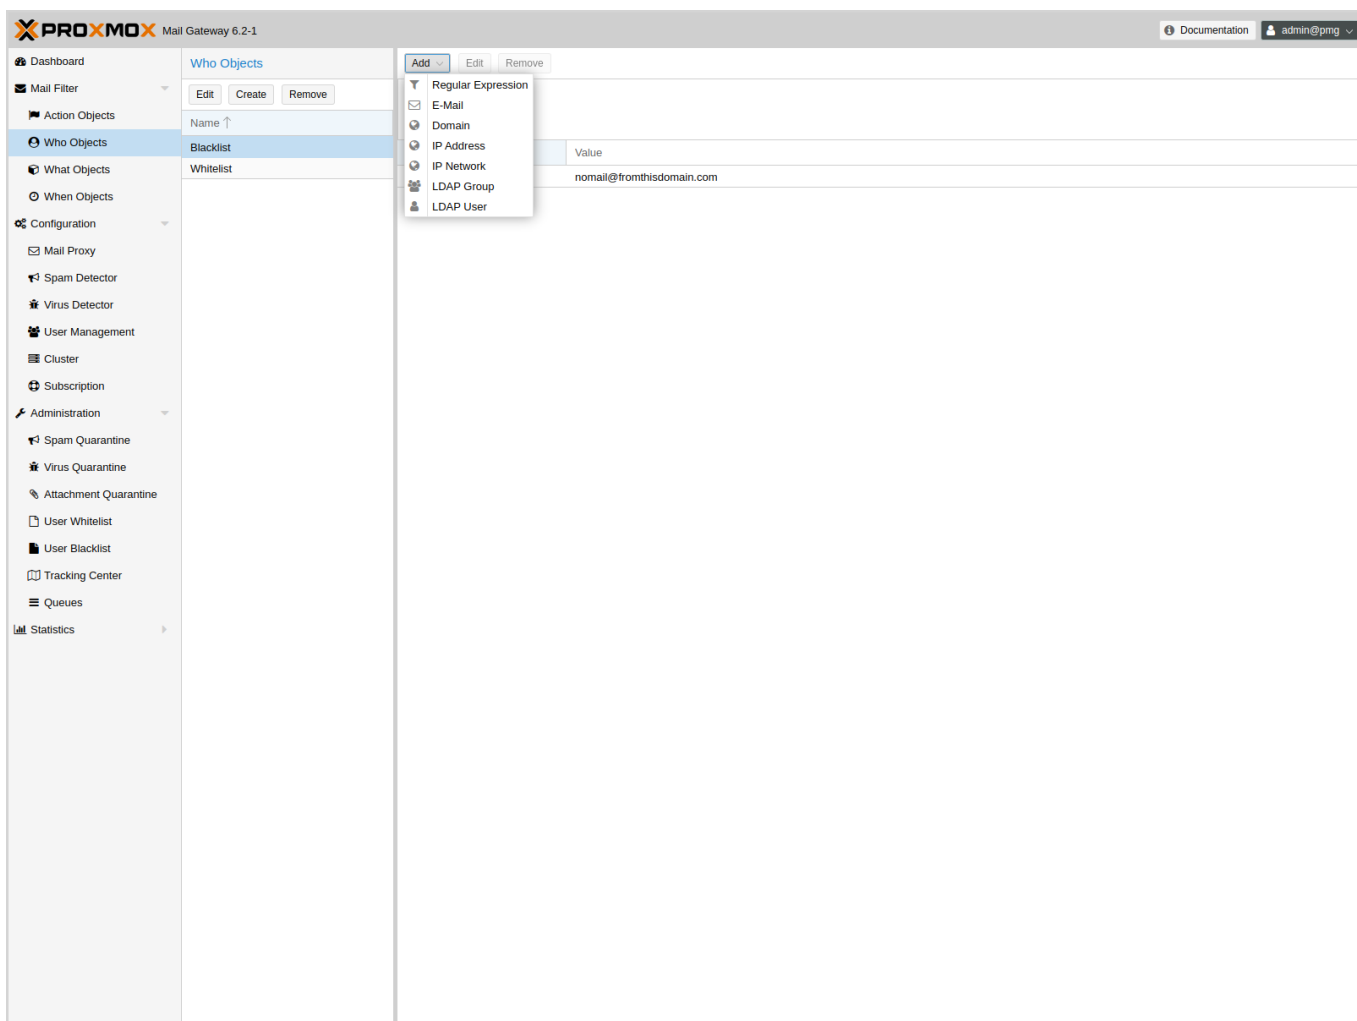 PROXMOX Mail Gateway 6.2-1 Documentation admin@pmg
Dashboard
Mail Filter
Action Objects
Who Objects
What Objects
When Objects
Configuration
Mail Proxy
Spam Detector
Virus Detector
User Management
Cluster
Subscription
Administration
Spam Quarantine
Virus Quarantine
Attachment Quarantine
User Whitelist
User Blacklist
Tracking Center
Queues
Statistics
Who Objects
Edit Create Remove
Name
Blacklist
Whitelist
Add Edit Remove
Regular Expression
E-Mail
Domain
IP Address
IP Network
LDAP Group
LDAP User
Value
nomail@fromthisdomain.com